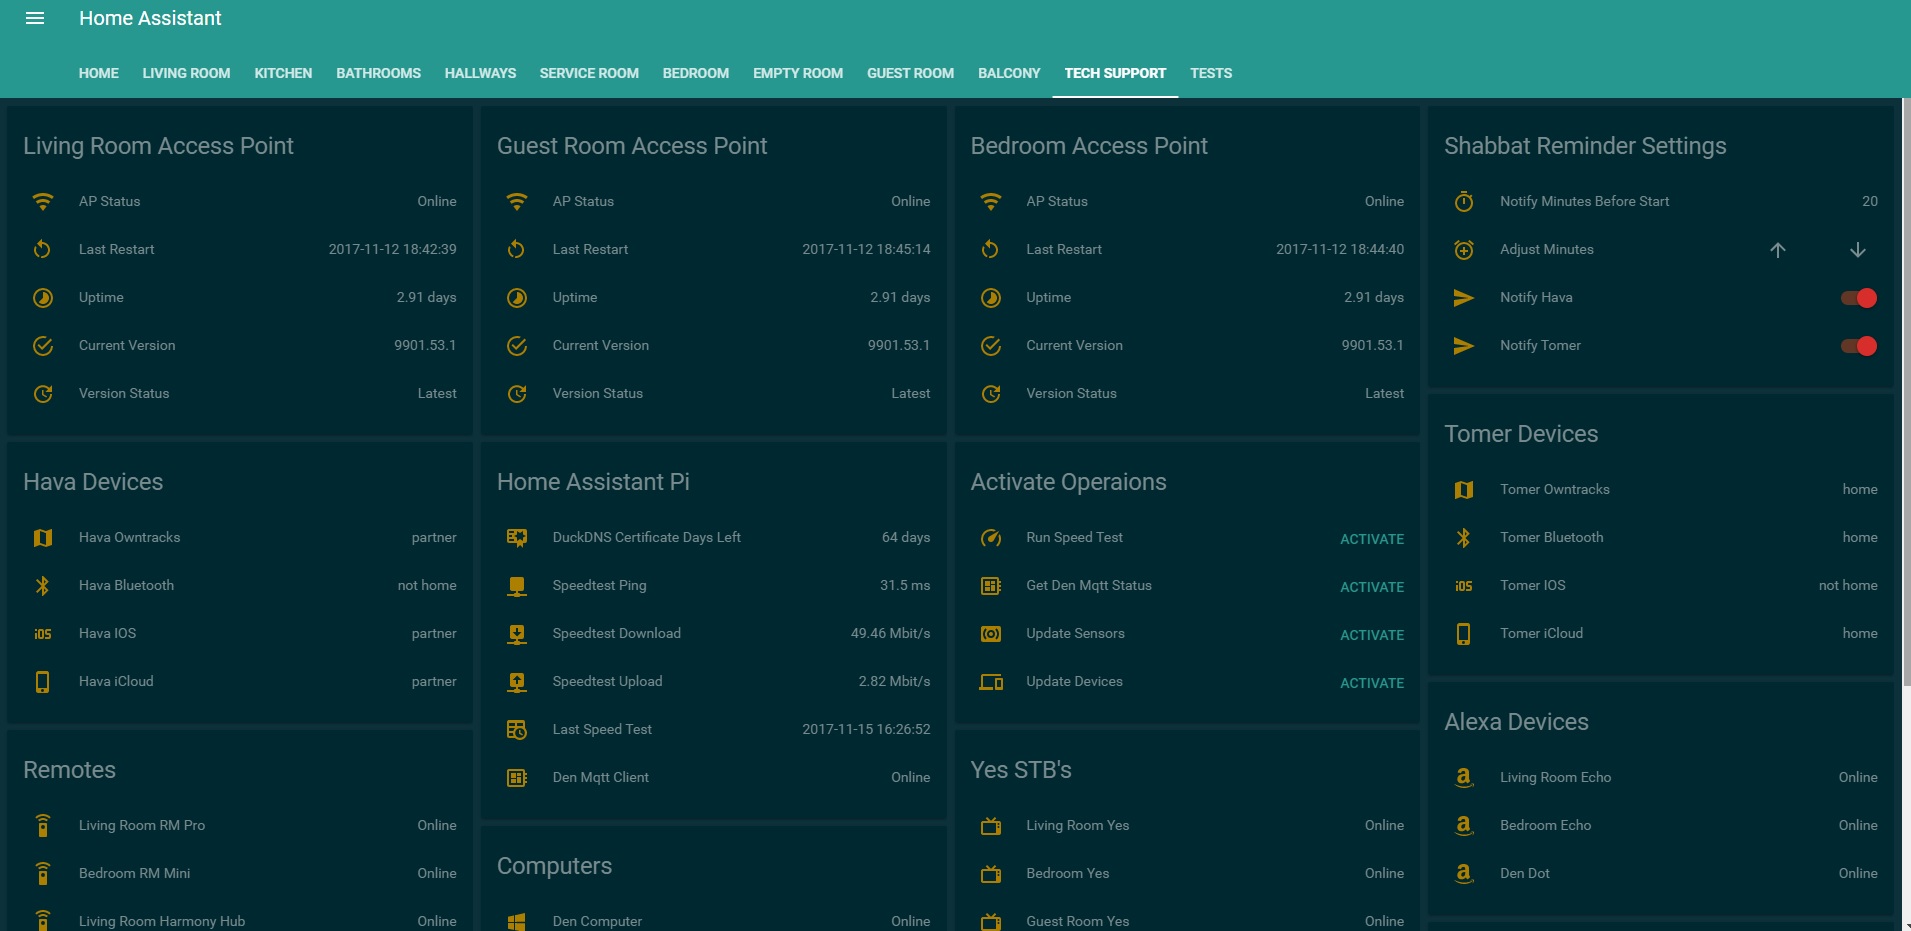 Home Assistant
HOME LIVING ROOM KITCHEN BATHROOMS HALLWAYS SERVICE ROOM BEDROOM EMPTY ROOM GUEST ROOM BALCONY TECH SUPPORT TESTS
Living Room Access Point
AP Status Online
Last Restart 2017-11-12 18:42:39
Uptime 2.91 days
Current Version 9901.53.1
Version Status Latest
Hava Devices
Hava Owntracks partner
Hava Bluetooth not home
iOS Hava IOS partner
Hava iCloud partner
Remotes
Living Room RM Pro Online
Bedroom RM Mini Online
Living Room Harmony Hub Online
Guest Room Access Point
AP Status Online
Last Restart 2017-11-12 18:45:14
Uptime 2.91 days
Current Version 9901.53.1
Version Status Latest
Home Assistant Pi
DuckDNS Certificate Days Left 64 days
Speedtest Ping 31.5 ms
Speedtest Download 49.46 Mbit/s
Speedtest Upload 2.82 Mbit/s
Last Speed Test 2017-11-15 16:26:52
Den Mqtt Client Online
Computers
Den Computer Online
Bedroom Access Point
AP Status Online
Last Restart 2017-11-12 18:44:40
Uptime 2.91 days
Current Version 9901.53.1
Version Status Latest
Activate Operaions
Run Speed Test ACTIVATE
Get Den Mqtt Status ACTIVATE
Update Sensors ACTIVATE
Update Devices ACTIVATE
Yes STB's
Living Room Yes Online
Bedroom Yes Online
Guest Room Yes Online
Shabbat Reminder Settings
Notify Minutes Before Start 20
Adjust Minutes
Notify Hava
Notify Tomer
Tomer Devices
Tomer Owntracks home
Tomer Bluetooth home
iOS Tomer IOS not home
Tomer iCloud home
Alexa Devices
a Living Room Echo Online
a Bedroom Echo Online
a Den Dot Online